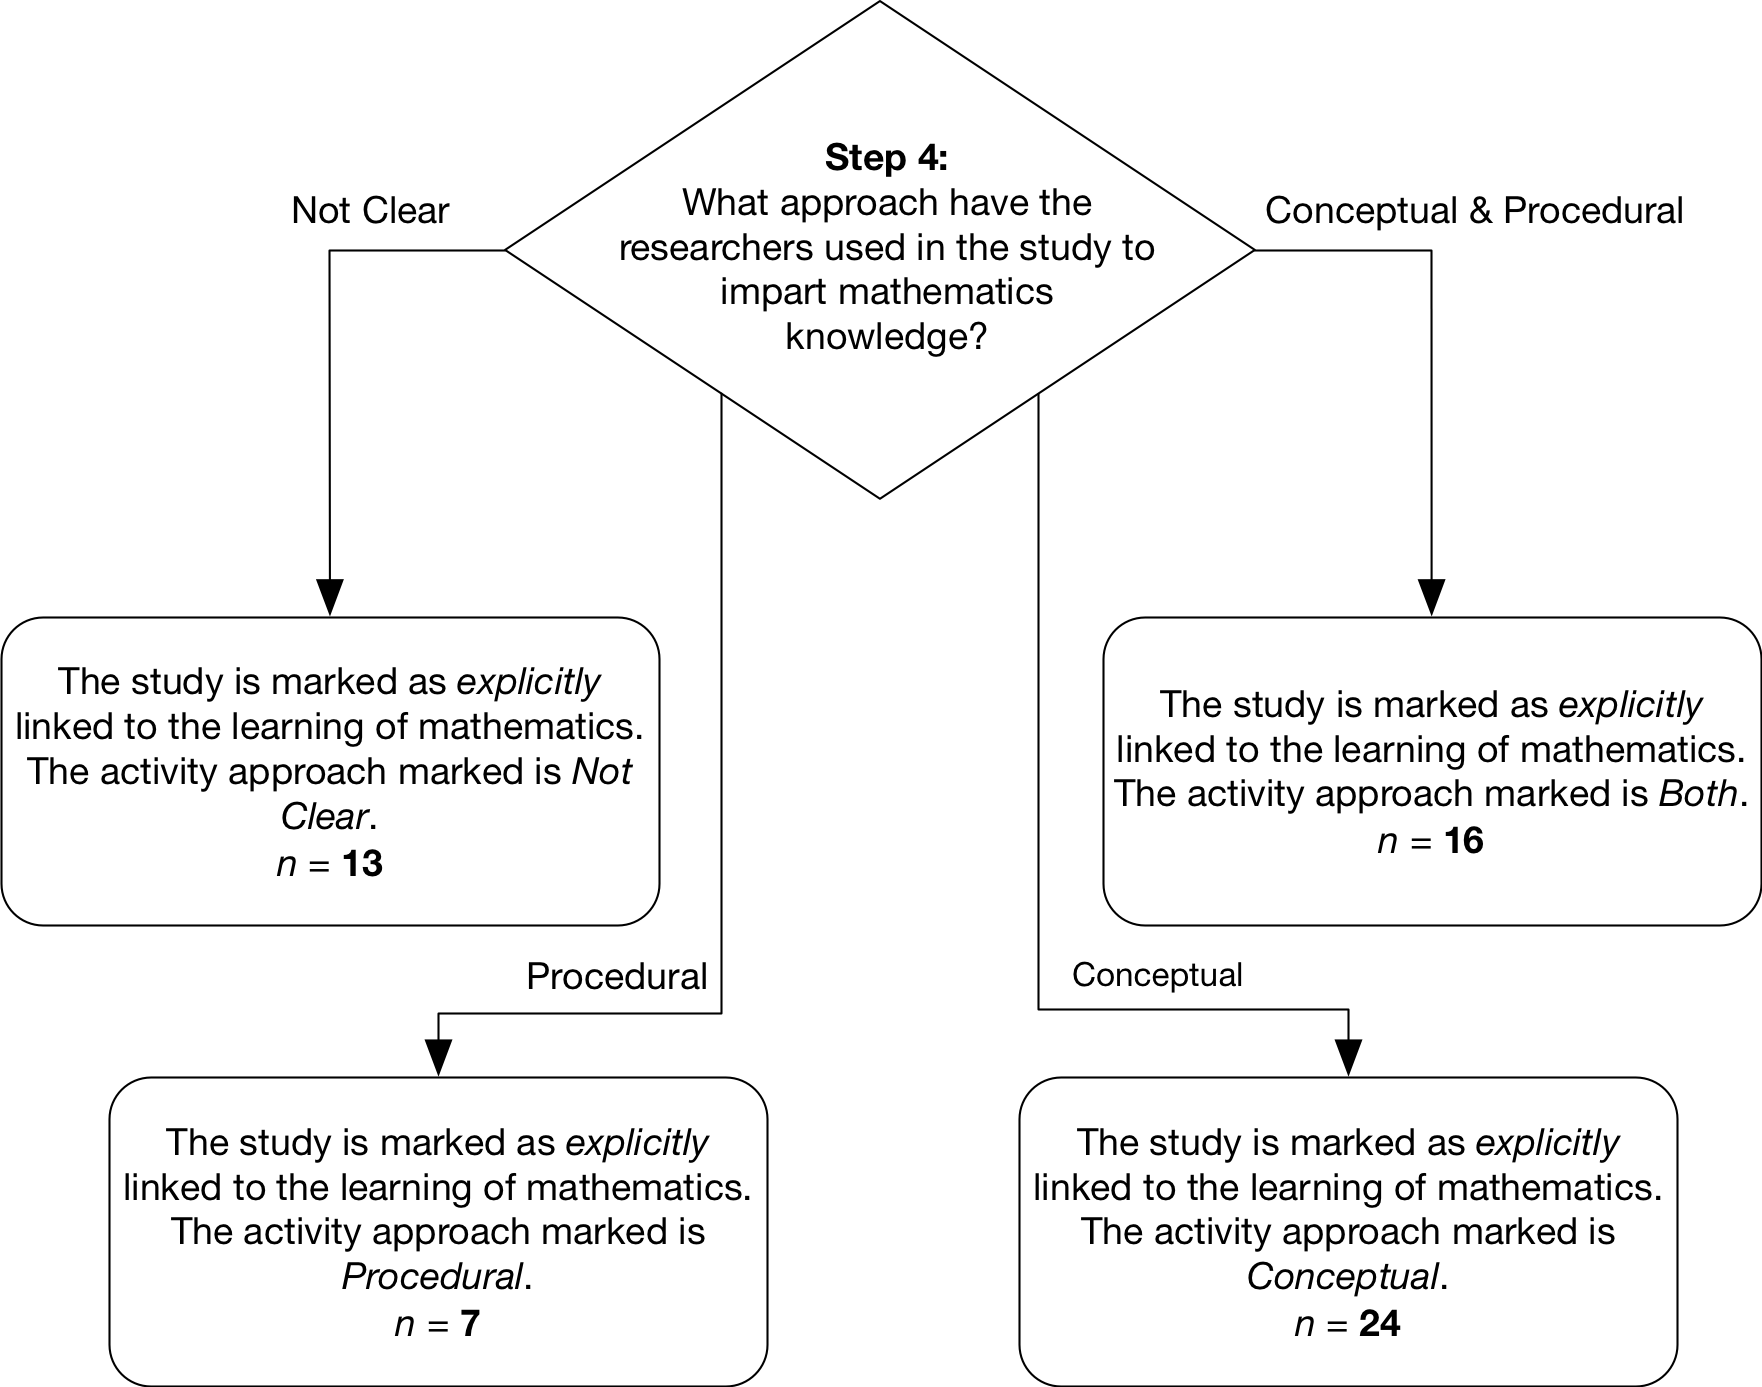 Step 4:
What approach have the
researchers used in the study to
impart mathematics
knowledge?
Not Clear
Conceptual & Procedural
The study is marked as explicitly
linked to the learning of mathematics.
The activity approach marked is Not
Clear.
n = 13
The study is marked as explicitly
linked to the learning of mathematics.
The activity approach marked is Both.
n = 16
Procedural
Conceptual
The study is marked as explicitly
linked to the learning of mathematics.
The activity approach marked is
Procedural.
n = 7
The study is marked as explicitly
linked to the learning of mathematics.
The activity approach marked is
Conceptual.
n = 24